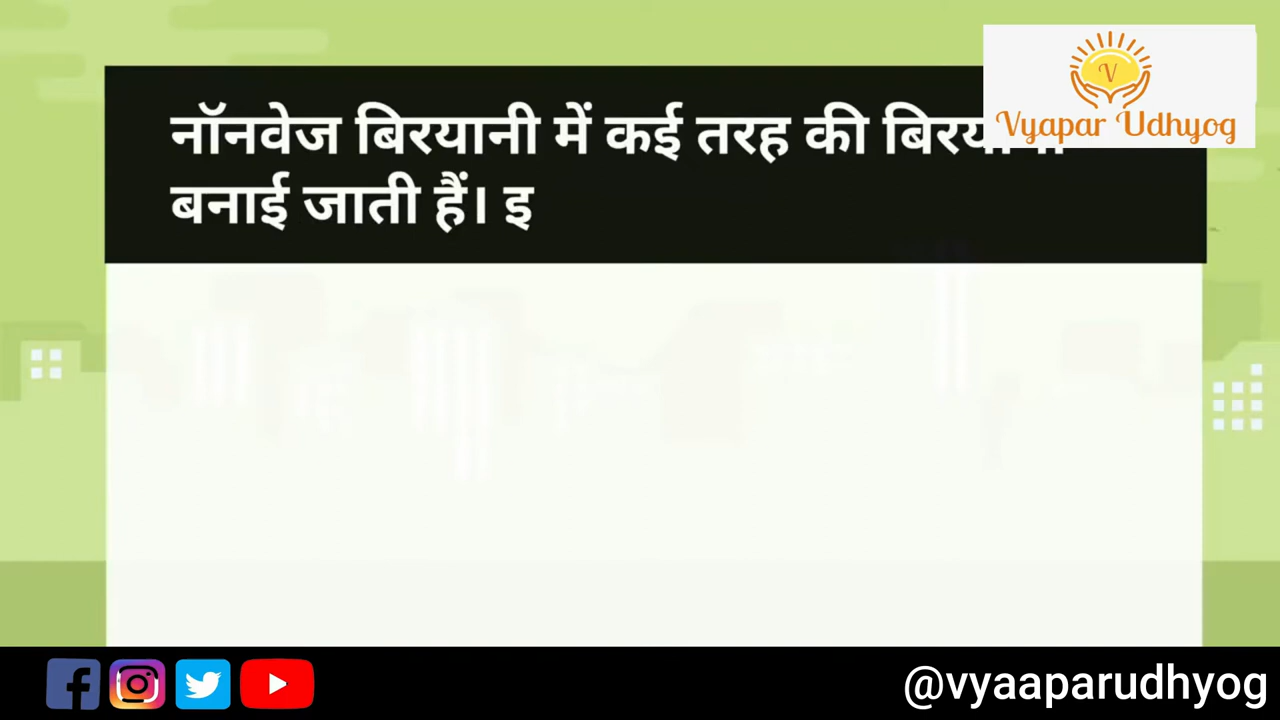 नॉनवेज बिरयानी में कई तरह की
बनाई जाती हैं। इ
V
Vyapar Udhyog
@vyaaparudhyog